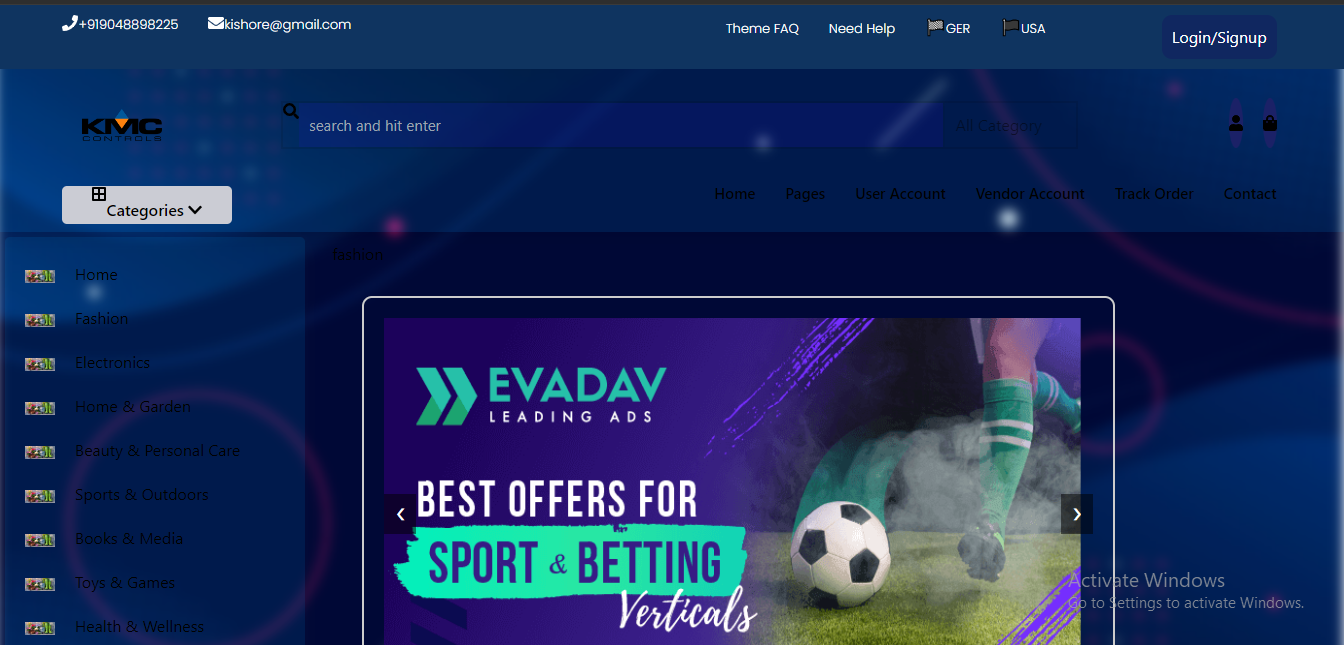 +919048898225
kishore@gmail.com
Theme FAQ
Need Help
GER
USA
Login/Signup
KMC
CONTROLS
search and hit enter
All Category
Categories
Home
Pages
User Account
Vendor Account
Track Order
Contact
fashion
Home
Fashion
Electronics
Home & Garden
Beauty & Personal Care
Sports & Outdoors
Books & Media
Toys & Games
Health & Wellness
EVADAV
LEADING ADS
BEST OFFERS FOR
SPORT & BETTING
Verticals
Activate Windows
Go to Settings to activate Windows.